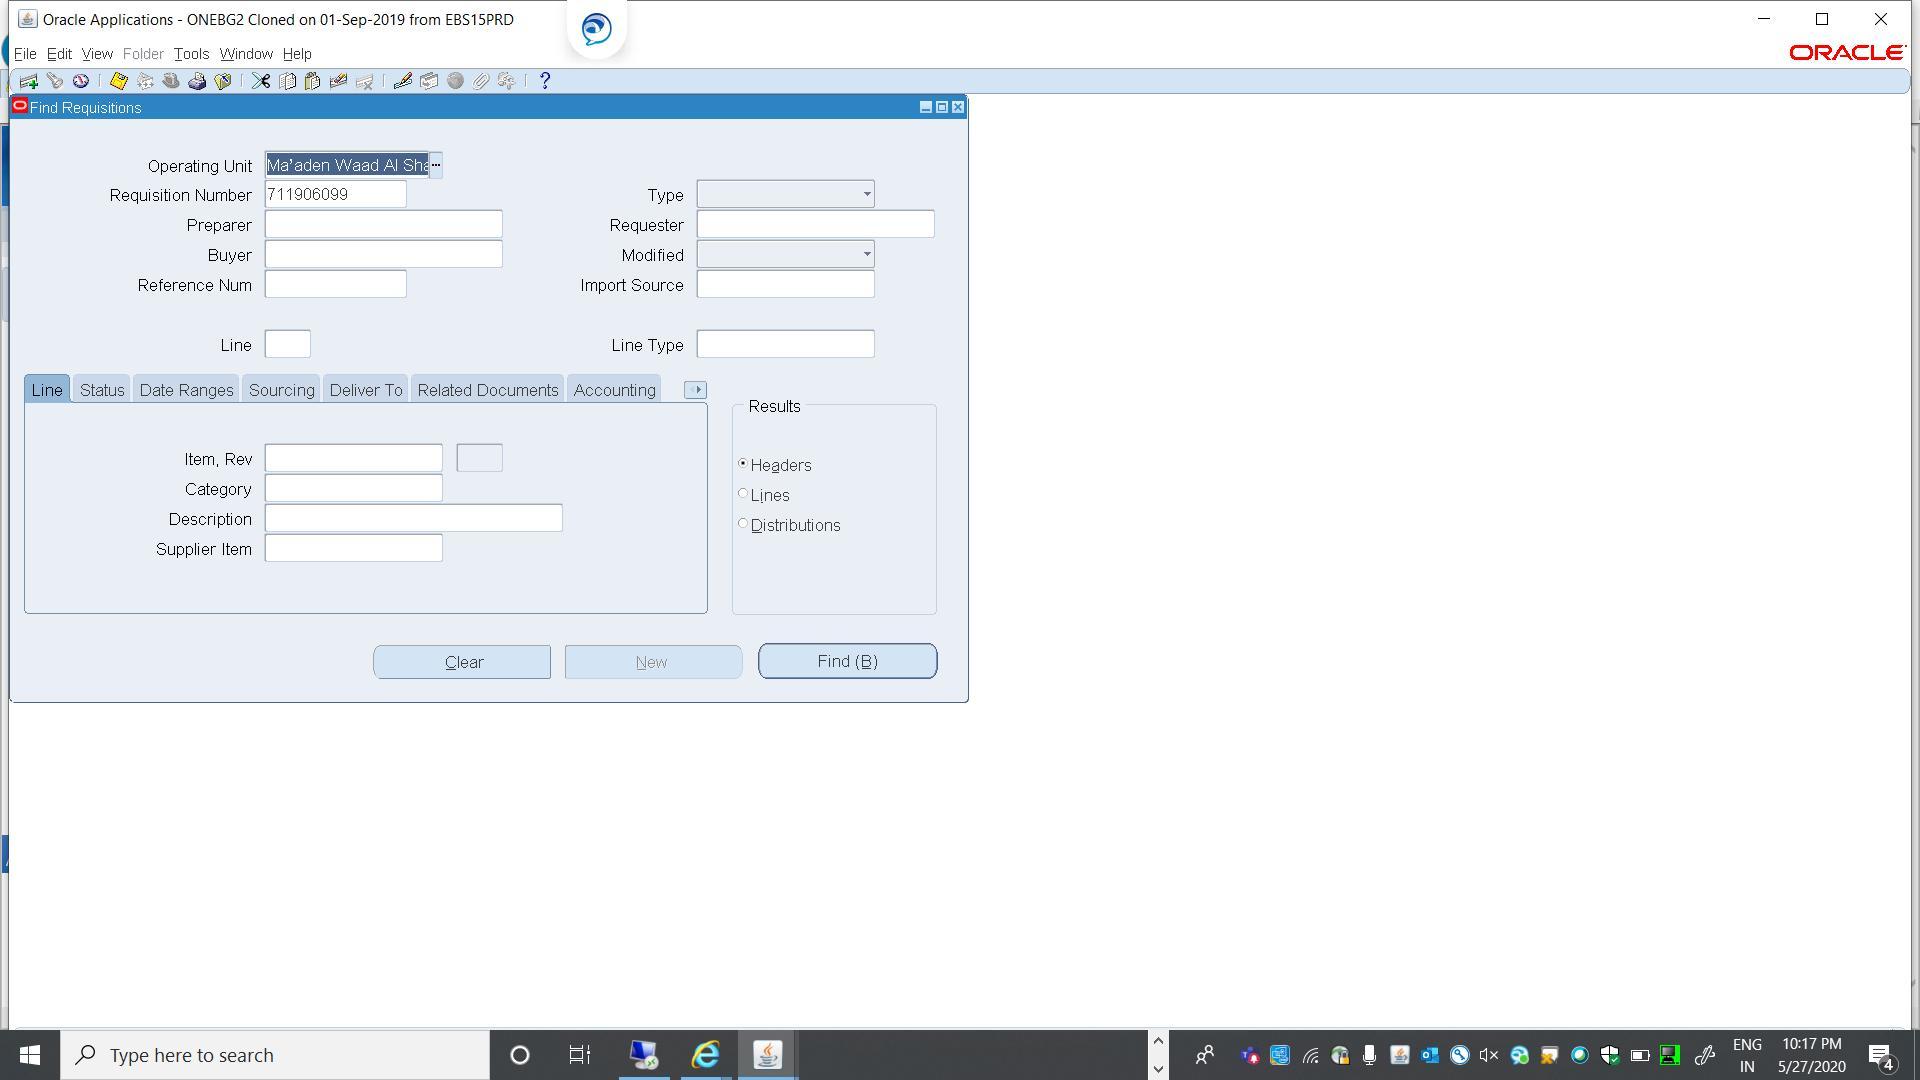 Oracle Applications - ONEBG2 Cloned on 01-Sep-2019 from EBS15PRD
File Edit View Folder Tools Window Help
ORACLE
Find Requisitions
Operating Unit Ma'aden Waad Al Sha
Requisition Number 711906099 Type
Preparer Requester
Buyer Modified
Reference Num Import Source
Line Line Type
Line Status Date Ranges Sourcing Deliver To Related Documents Accounting
Results
Item, Rev Headers
Category Lines
Description Distributions
Supplier Item
Clear New Find (B)
Type here to search
ENG 10:17 PM
IN 5/27/2020 4